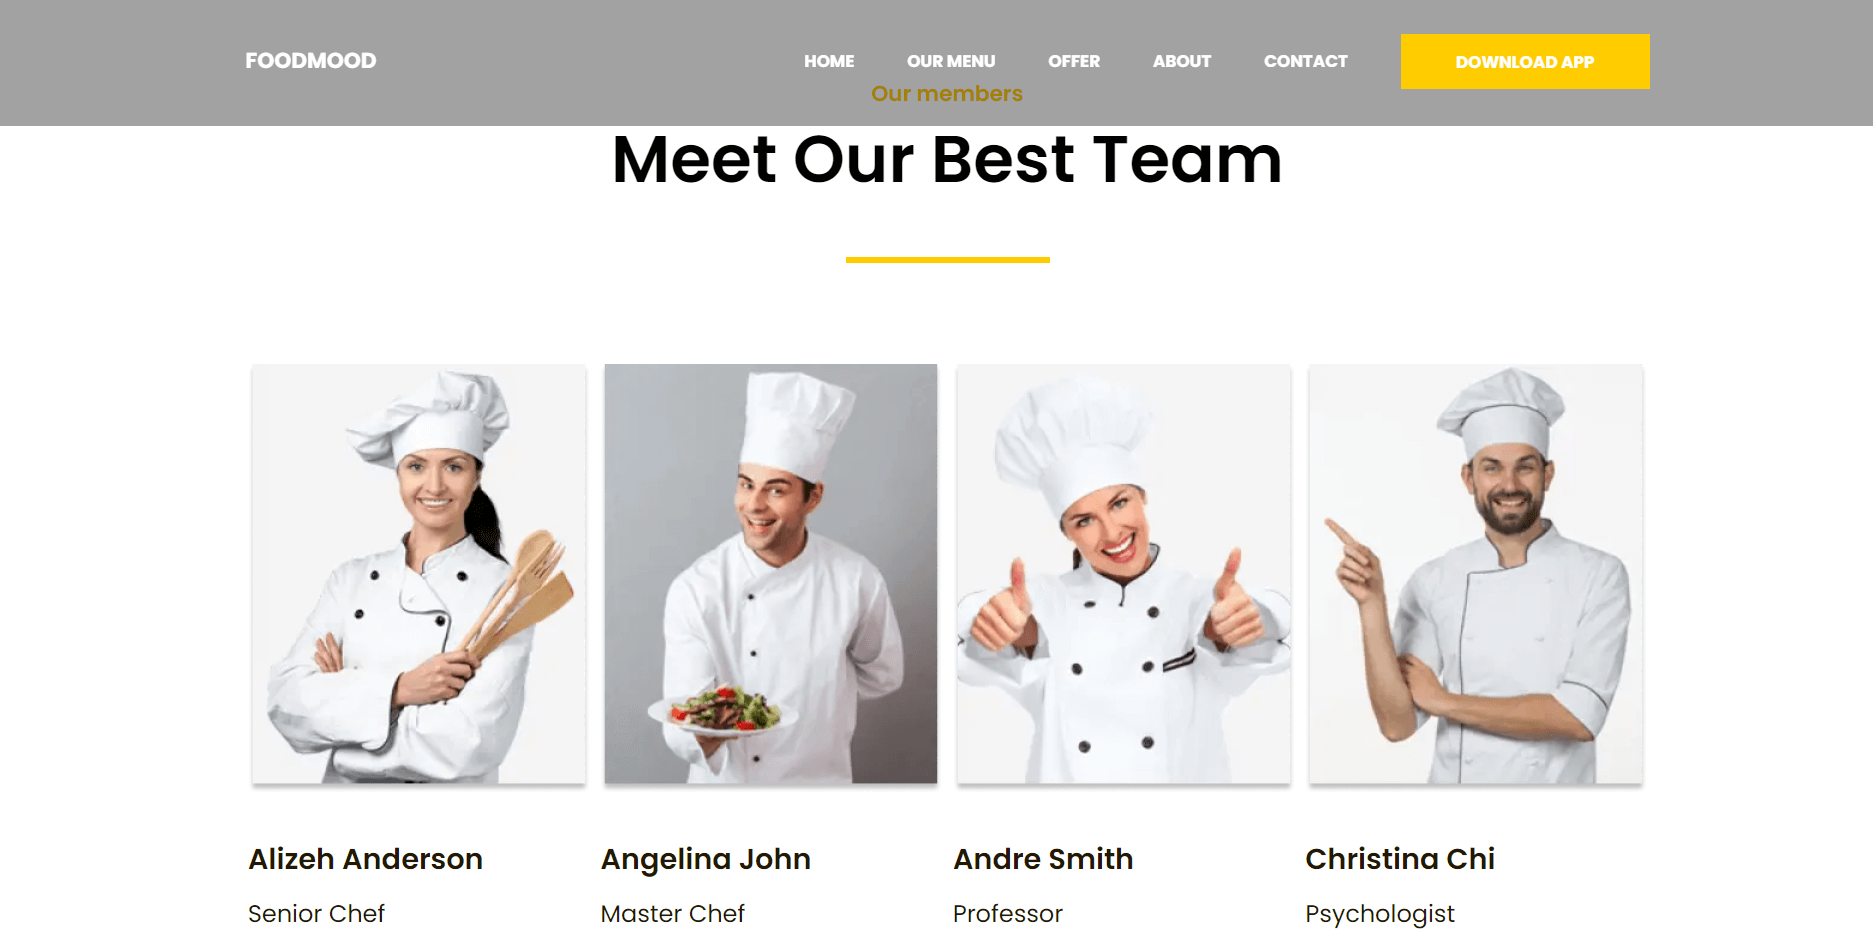 FOODMOOD
HOME OUR MENU OFFER ABOUT CONTACT DOWNLOAD APP
Our members
Meet Our Best Team
Alizeh Anderson
Senior Chef
Angelina John
Master Chef
Andre Smith
Professor
Christina Chi
Psychologist